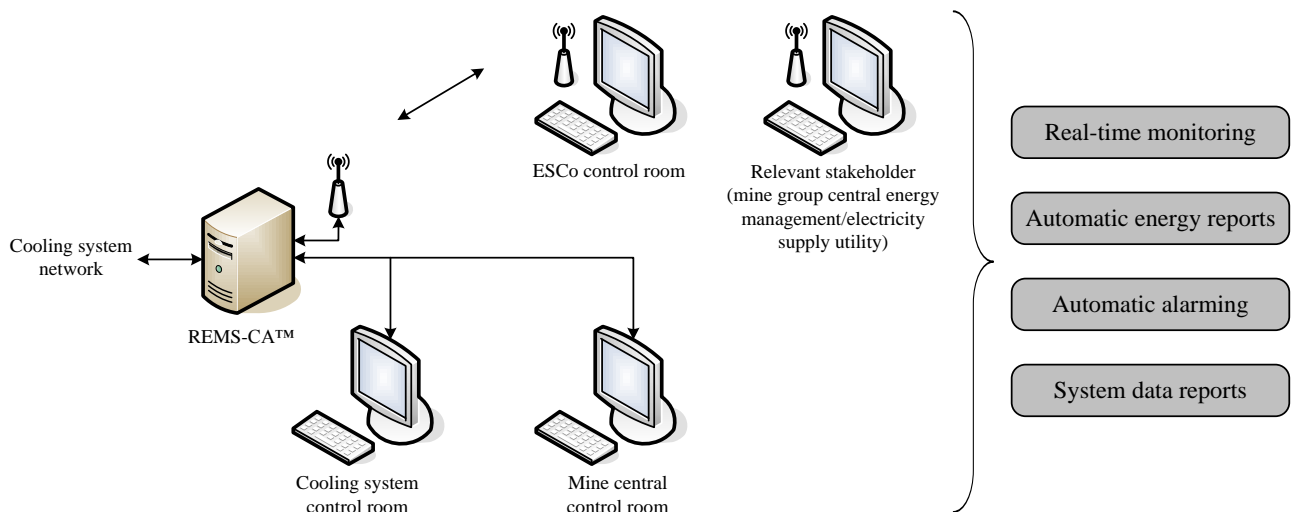 ESCo control room
Relevant stakeholder
(mine group central energy
management/electricity
supply utility)
Cooling system
network
REMS-CA™
Cooling system
control room
Mine central
control room
Real-time monitoring
Automatic energy reports
Automatic alarming
System data reports